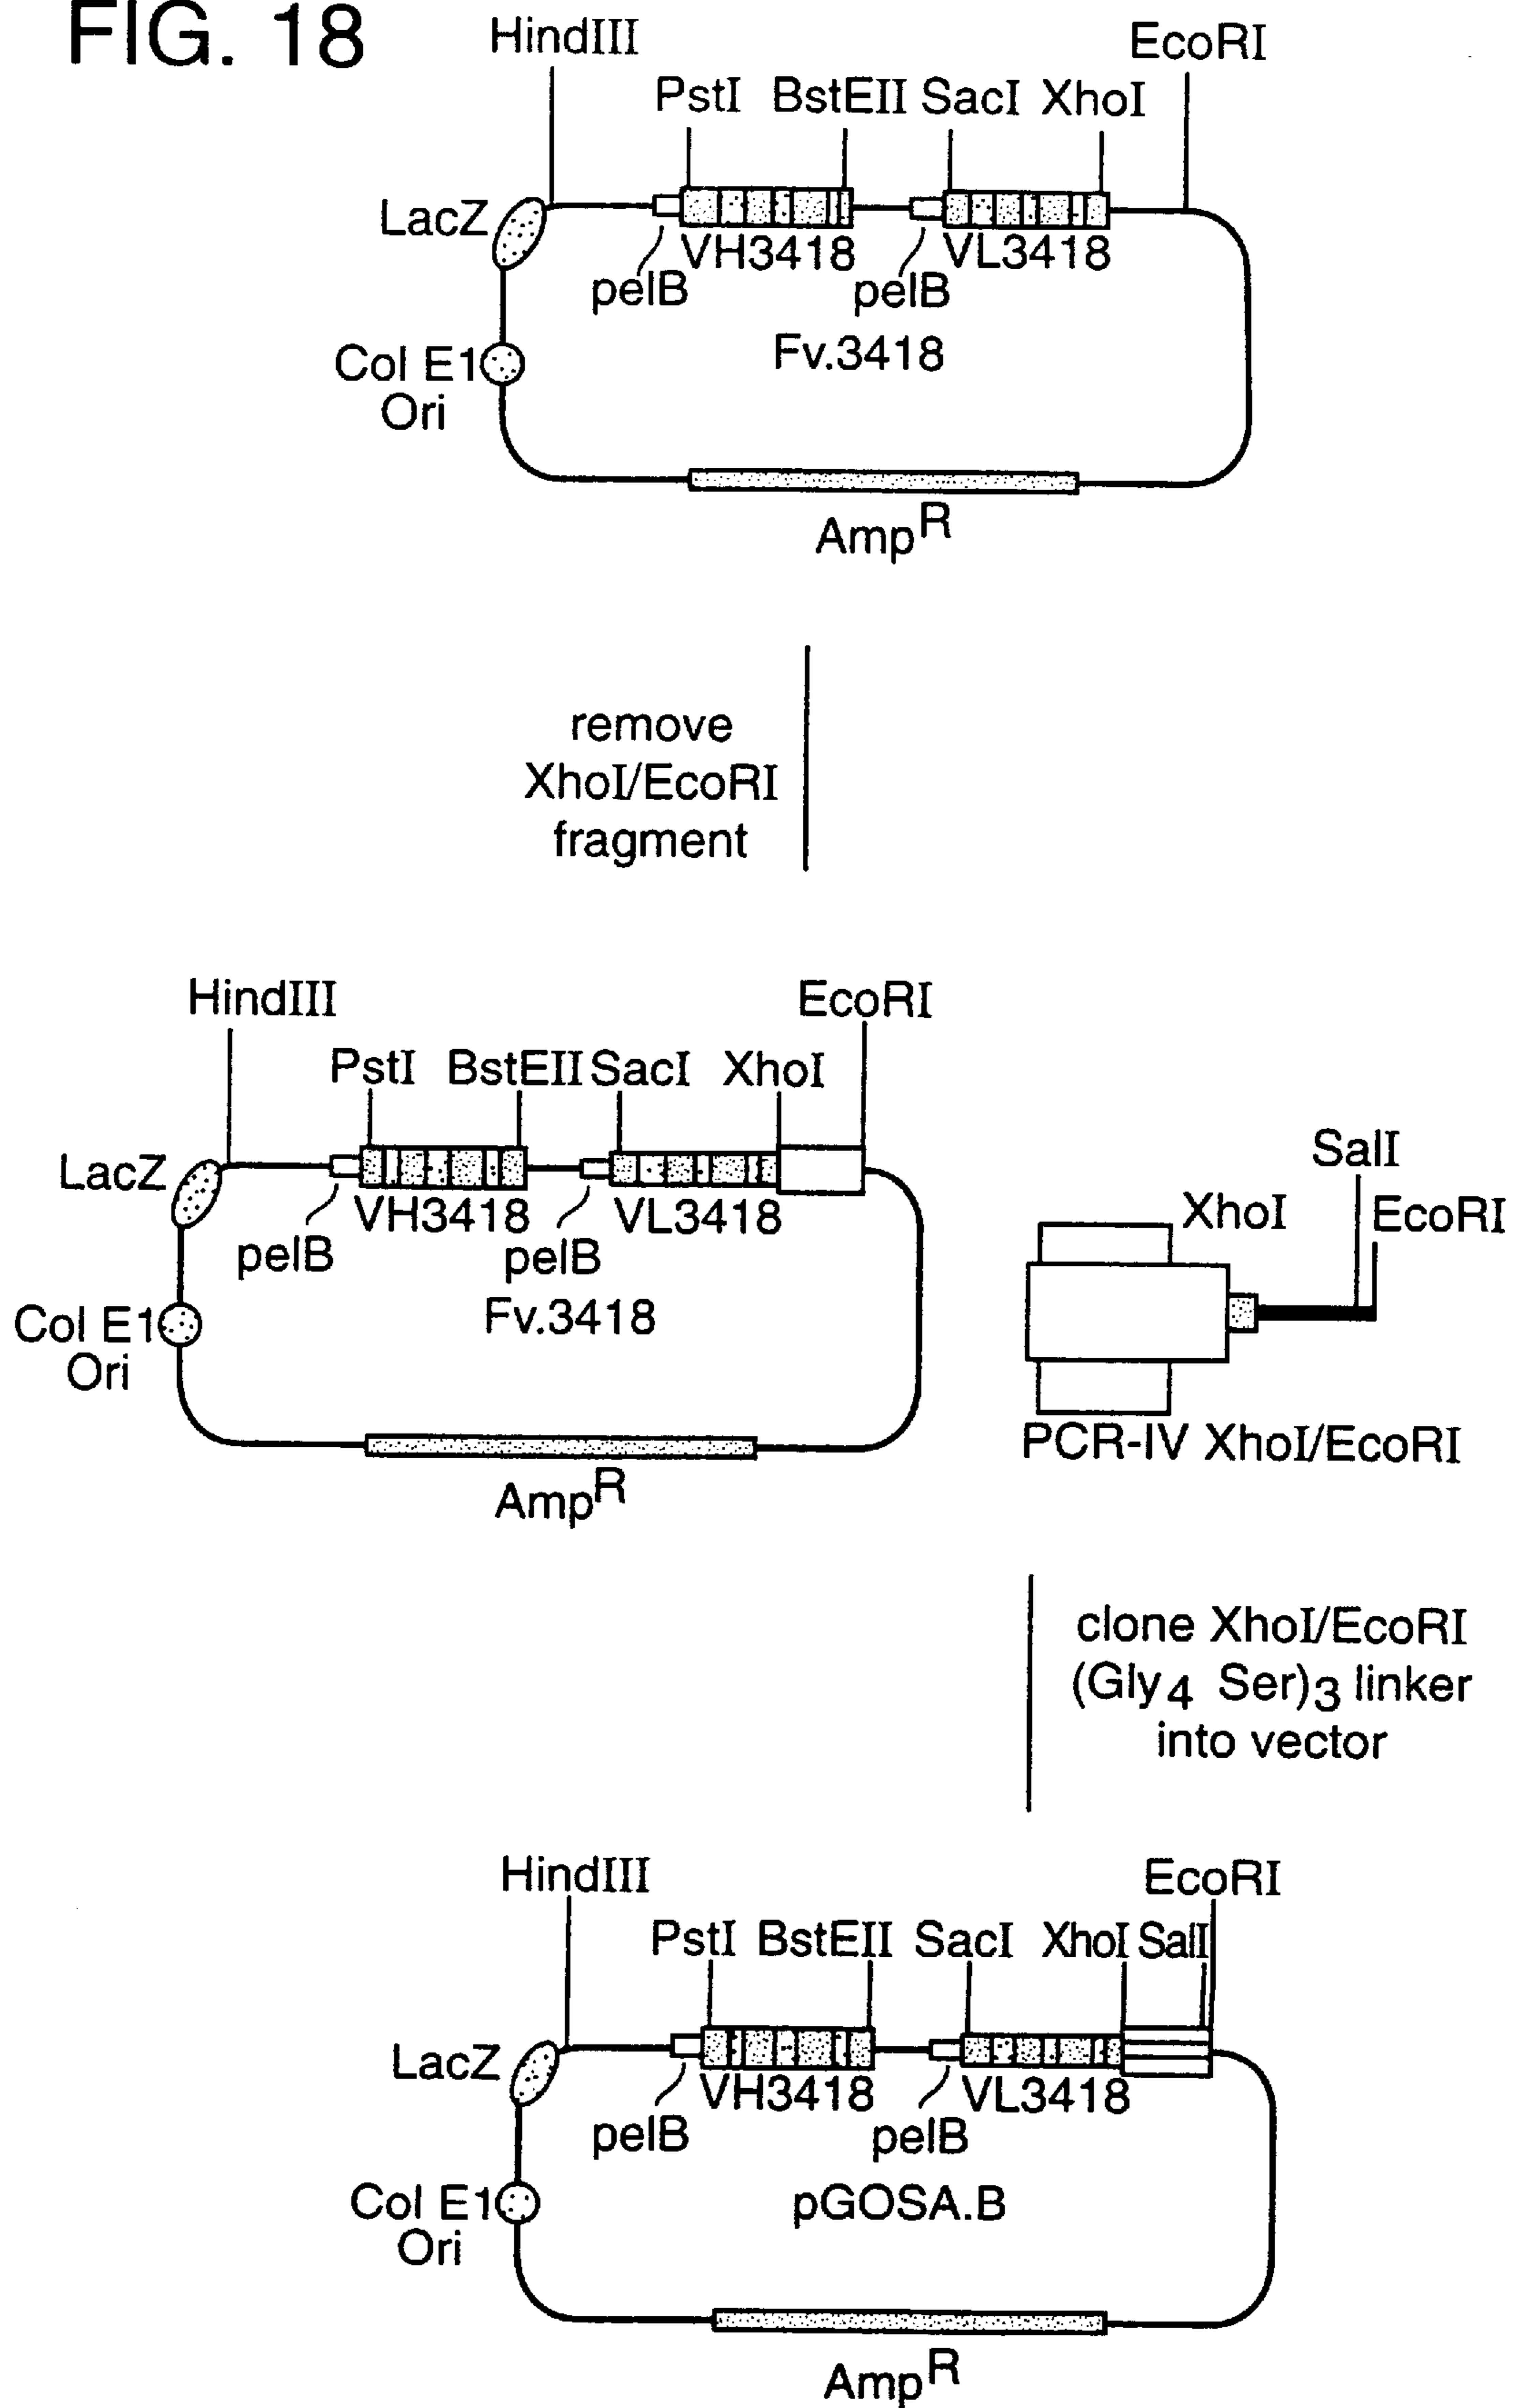 FIG. 18
HindIII
EcoRI
PstI BstEII SacI XhoI
LacZ
VH3418 VL3418
pelB pelB
Fv.3418
Col E1
Ori
Amp^R
remove
XhoI/EcoRI
fragment
HindIII EcoRI
PstI BstEII SacI XhoI
LacZ
VH3418 VL3418
pelB pelB
Fv.3418
Col E1
Ori
Amp^R
SalI
XhoI EcoRI
PCR-IV XhoI/EcoRI
clone XhoI/EcoRI
(Gly4 Ser)3 linker
into vector
HindIII EcoRI
PstI BstEII SacI XhoI SalI
LacZ
VH3418 VL3418
pelB pelB
pGOSA.B
Col E1
Ori
Amp^R